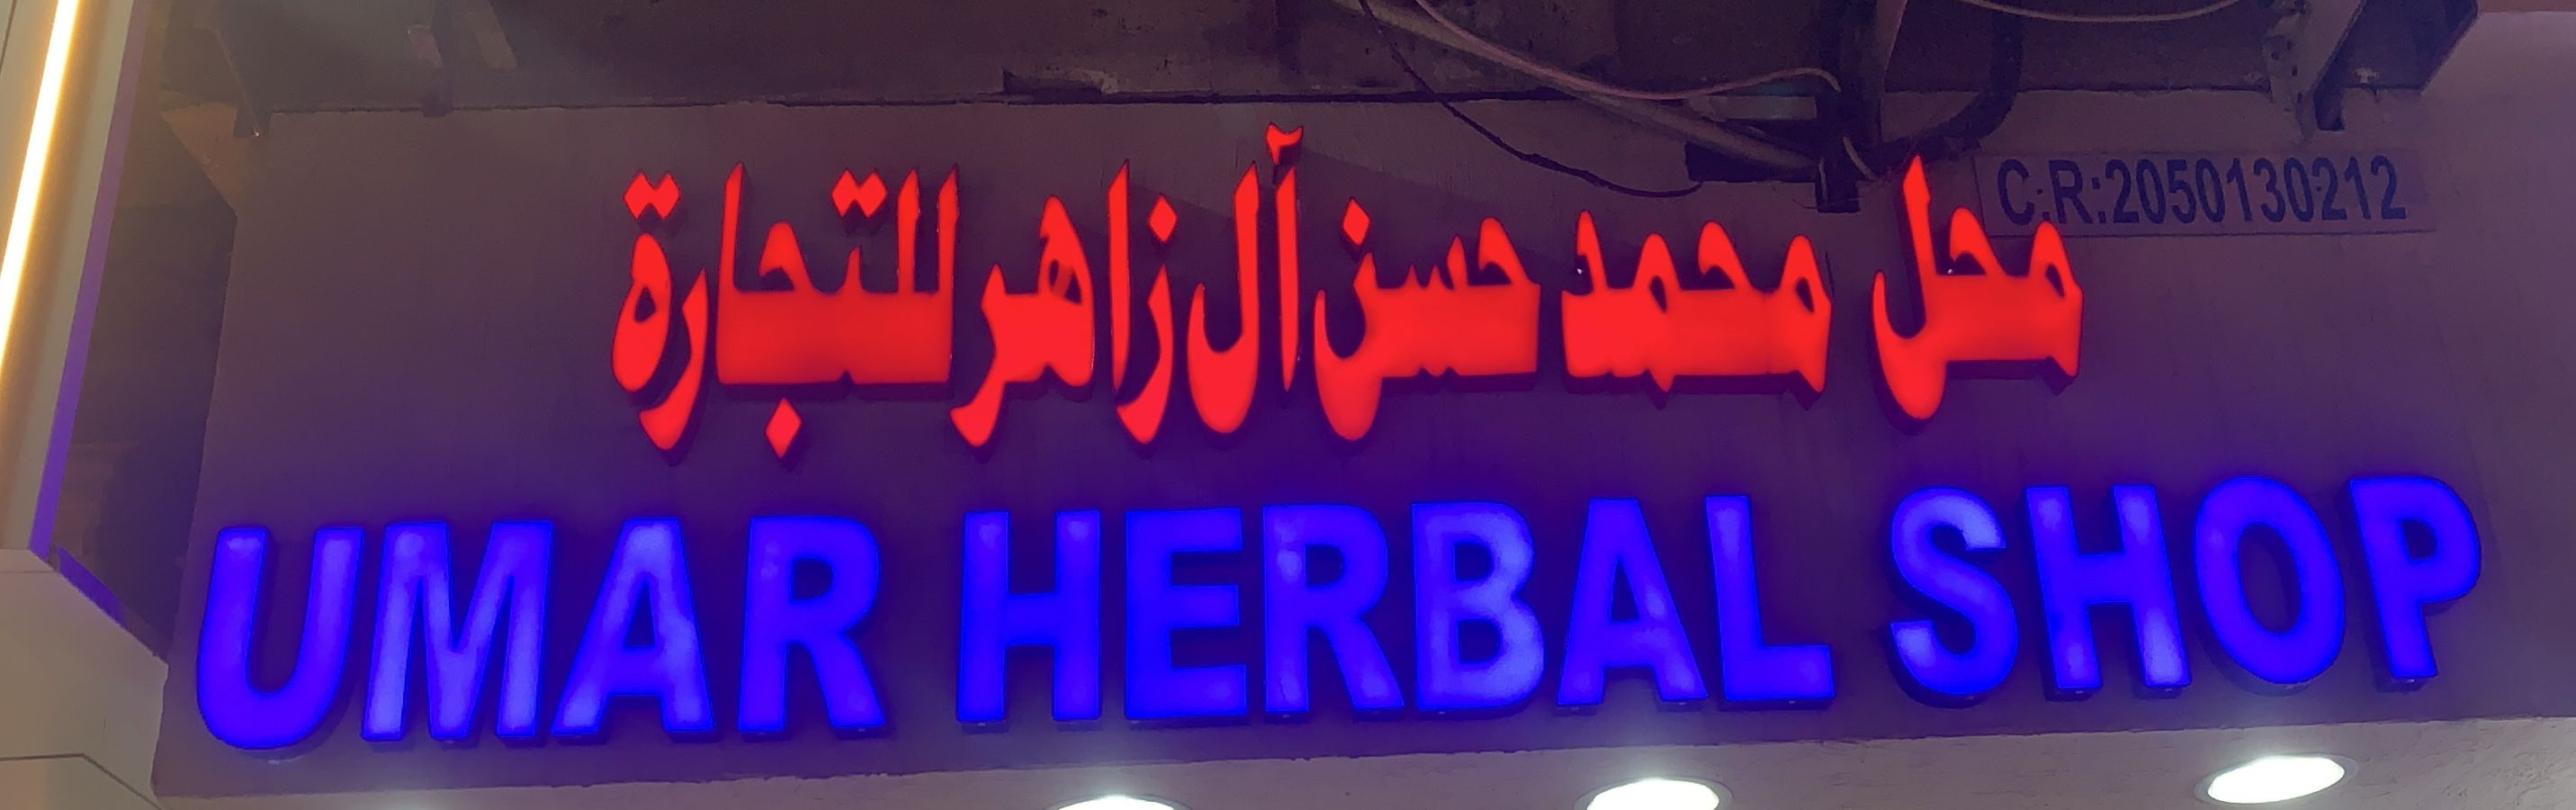 C.R:2050130212
محل محمد حسن آل زاهر للتجارة
UMAR HERBAL SHOP